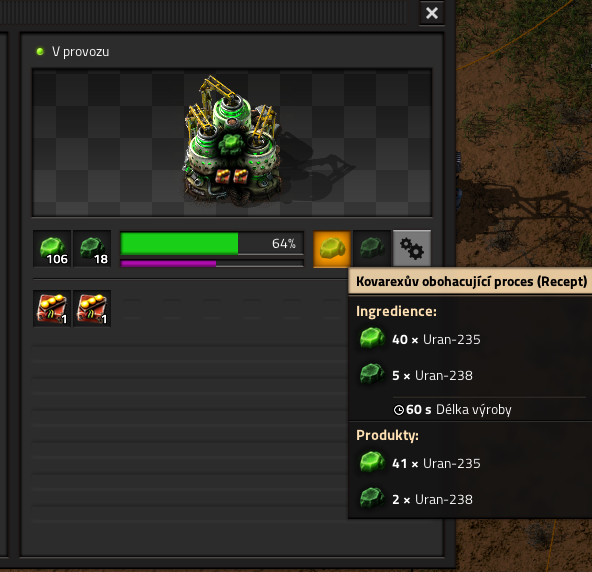 V provozu
106
18
64%
Kovarexův obohacující proces (Recept)
1
1
Ingredience:
40 × Uran-235
5 × Uran-238
60 s Délka výroby
Produkty:
41 × Uran-235
2 × Uran-238